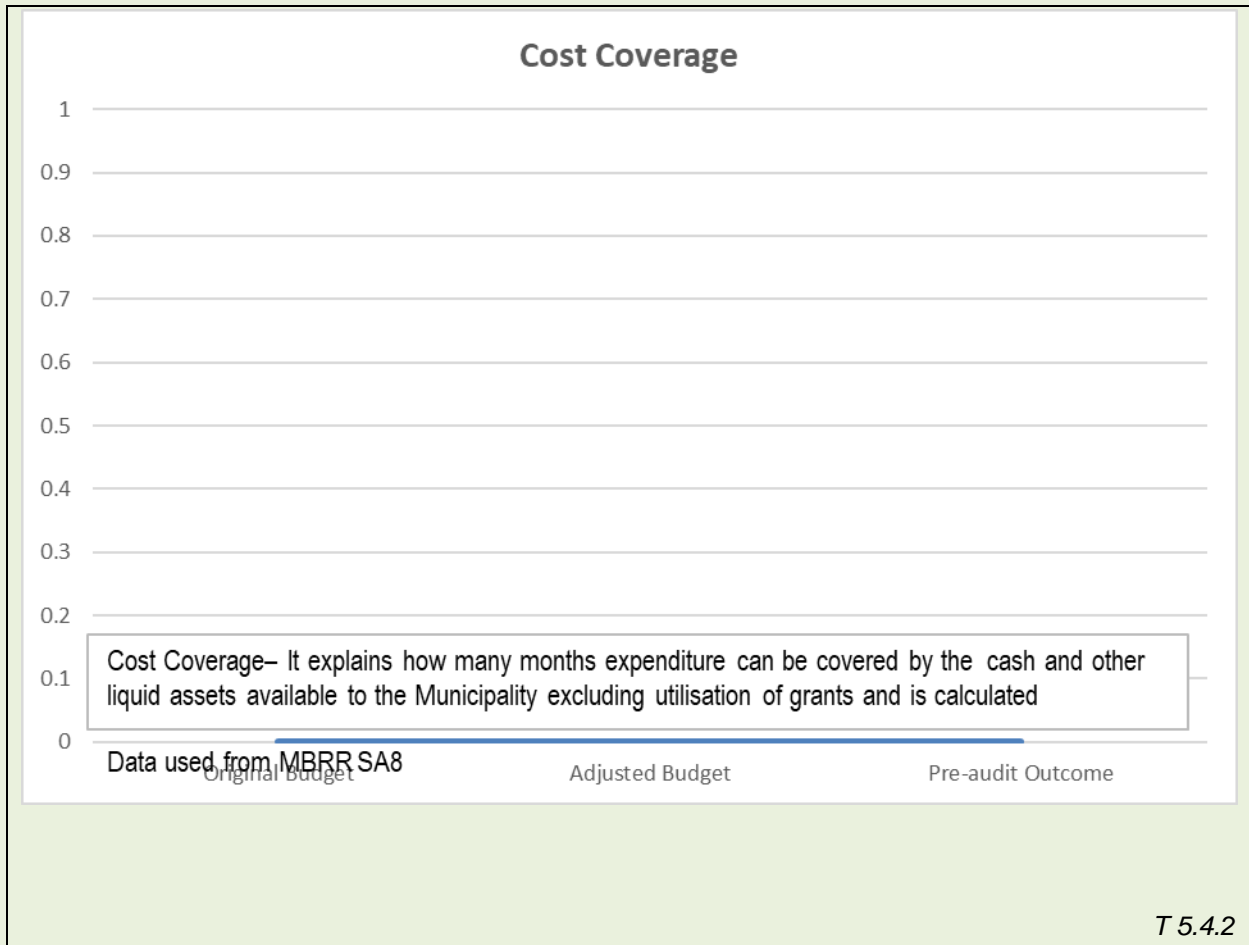 Cost Coverage
1
0.9
0.8
0.7
0.6
0.5
0.4
0.3
0.2
0.1
0
Cost Coverage– It explains how many months expenditure can be covered by the cash and other
liquid assets available to the Municipality excluding utilisation of grants and is calculated
Data used from MBRR SA8
Original Budget
Adjusted Budget
Pre-audit Outcome
T 5.4.2